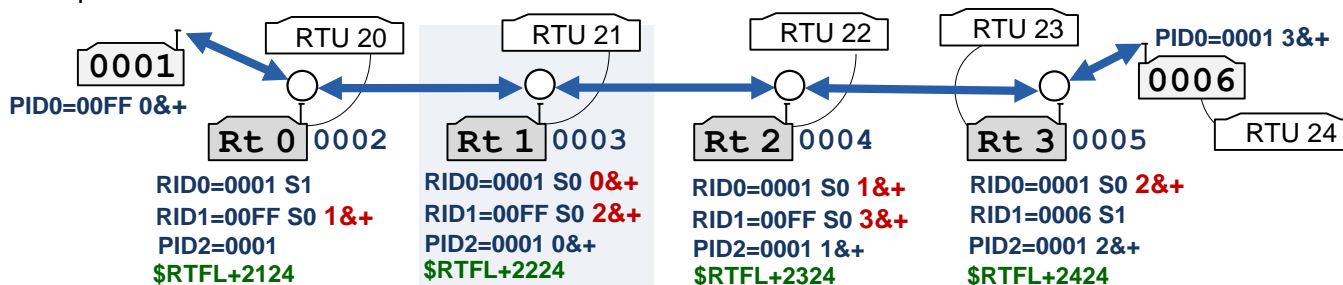 RTU 20
RTU 21
RTU 22
RTU 23
0001
PID0=00FF 0&+
PID0=0001 3&+
0006
RTU 24
Rt 0 0002
Rt 1 0003
Rt 2 0004
Rt 3 0005
RID0=0001 S1
RID1=00FF S0 1&+
PID2=0001
$RTFL+2124
RID0=0001 S0 0&+
RID1=00FF S0 2&+
PID2=0001 0&+
$RTFL+2224
RID0=0001 S0 1&+
RID1=00FF S0 3&+
PID2=0001 1&+
$RTFL+2324
RID0=0001 S0 2&+
RID1=0006 S1
PID2=0001 2&+
$RTFL+2424